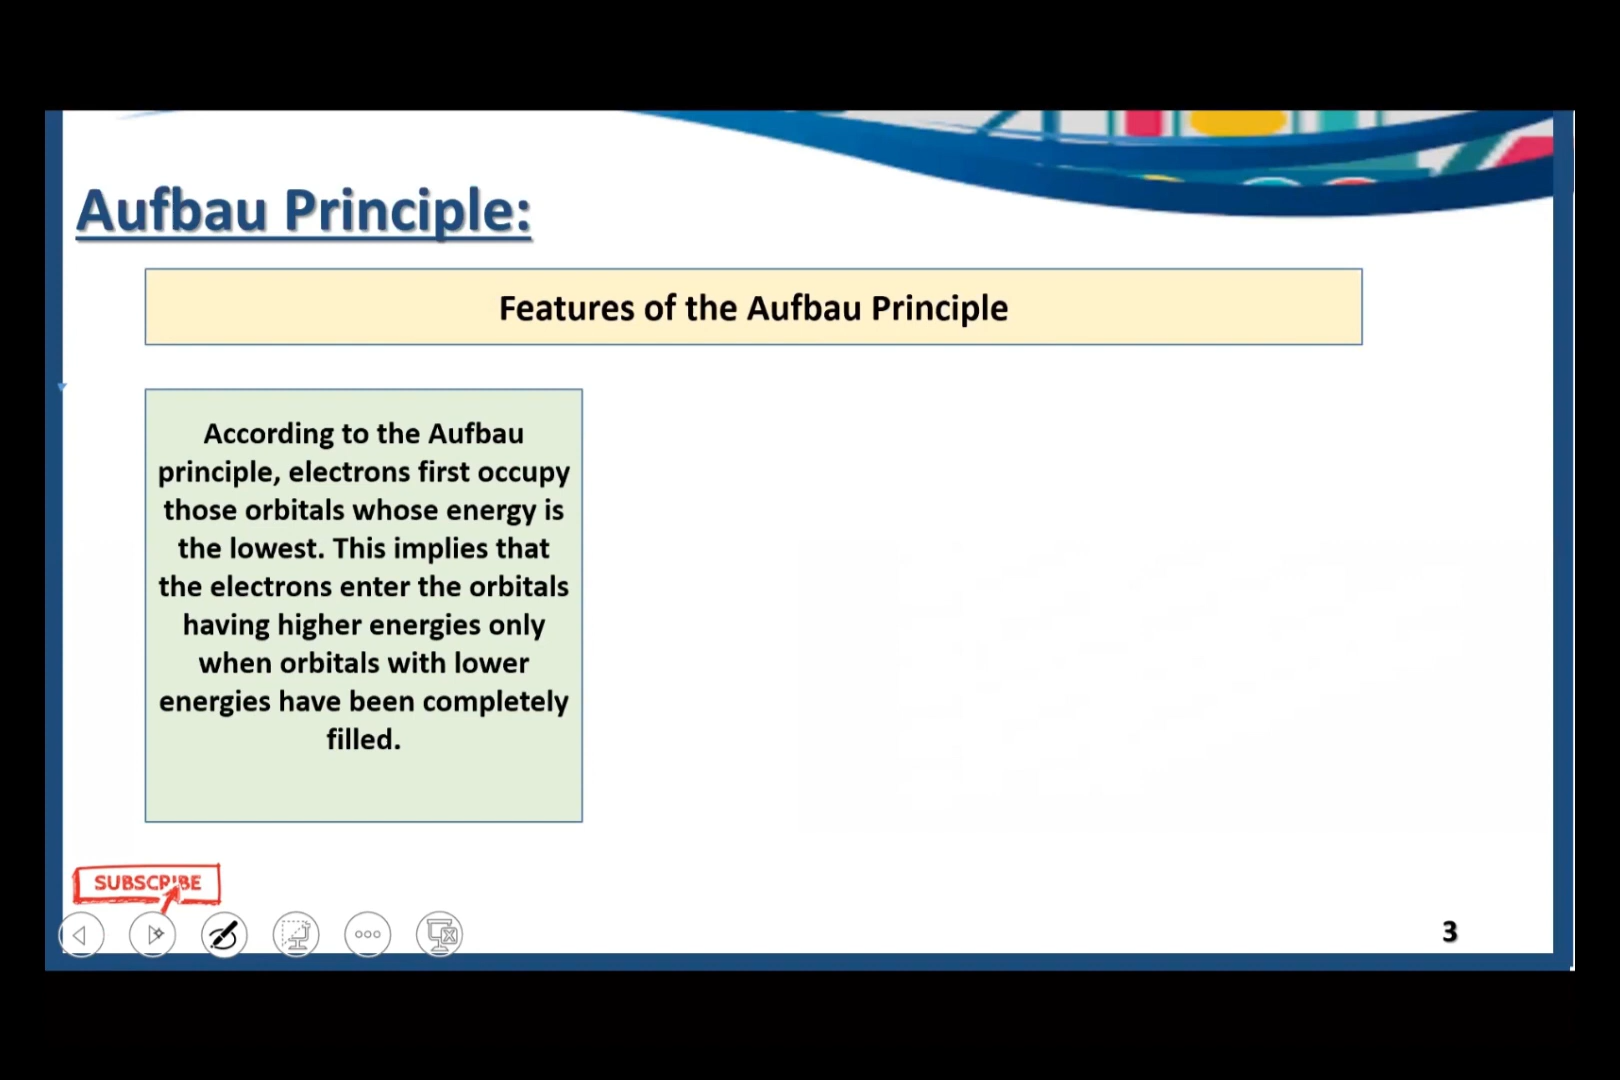 Aufbau Principle:
Features of the Aufbau Principle
According to the Aufbau
principle, electrons first occupy
those orbitals whose energy is
the lowest. This implies that
the electrons enter the orbitals
having higher energies only
when orbitals with lower
energies have been completely
filled.
SUBSCRIBE
3